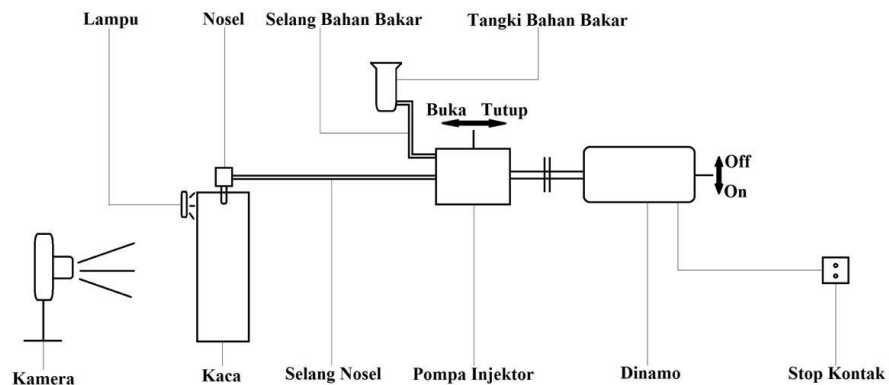 Lampu
Nosel
Selang Bahan Bakar
Tangki Bahan Bakar
Buka Tutup
Off
On
Kamera
Kaca
Selang Nosel
Pompa Injektor
Dinamo
Stop Kontak